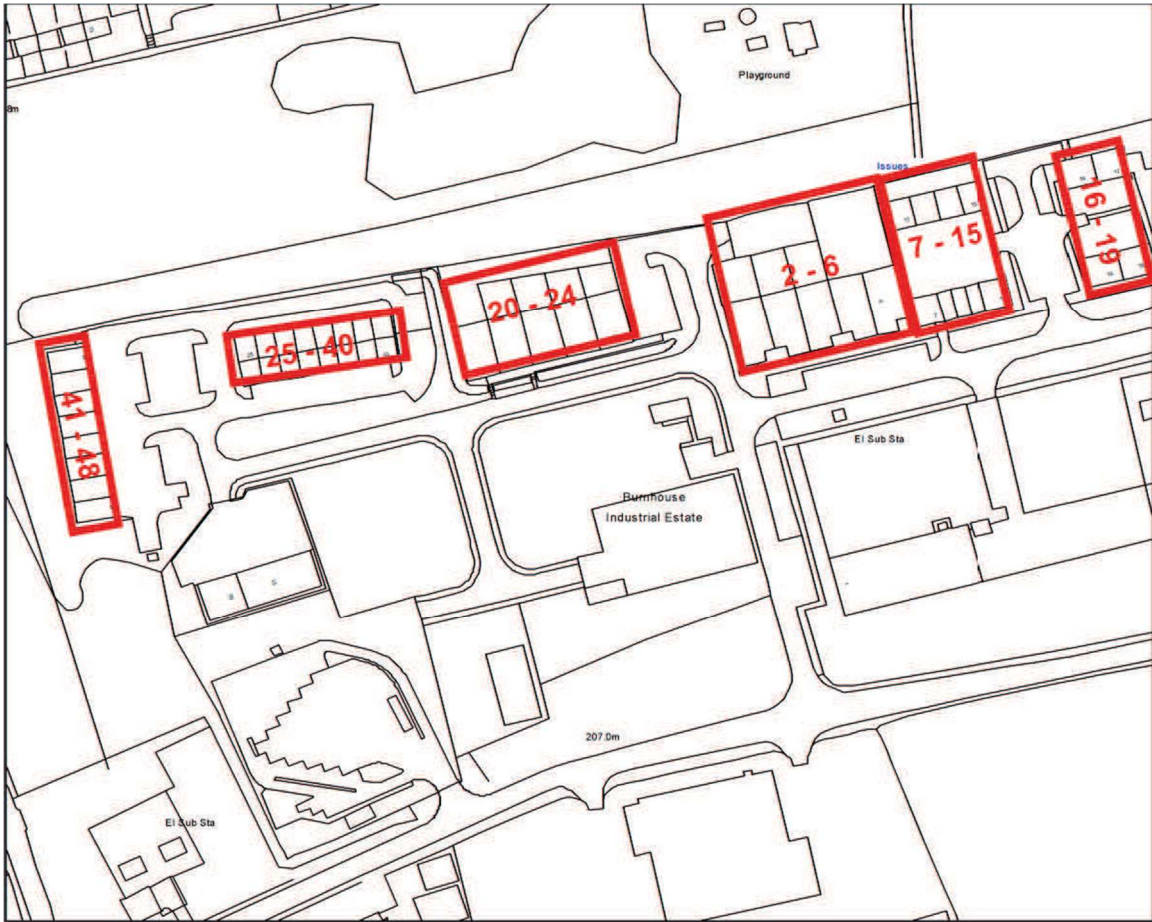 Playground
8m
Issues
16 - 19
7 - 15
2 - 6
20 - 24
25 - 40
41 - 48
El Sub Sta
Burnhouse
Industrial Estate
207.0m
El Sub Sta